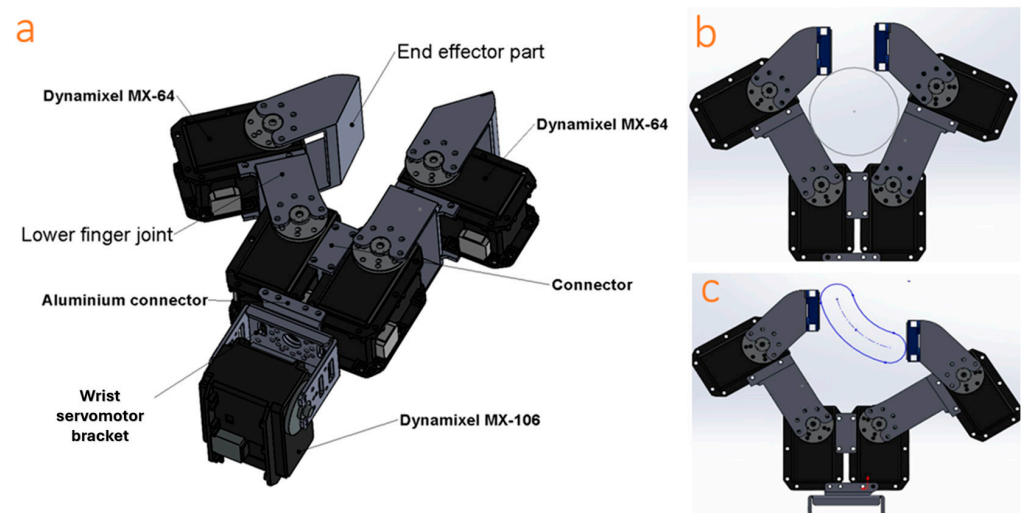 a
End effector part
Dynamixel MX-64
Dynamixel MX-64
Lower finger joint
Aluminium connector
Connector
Wrist
servomotor
bracket
Dynamixel MX-106
b
c